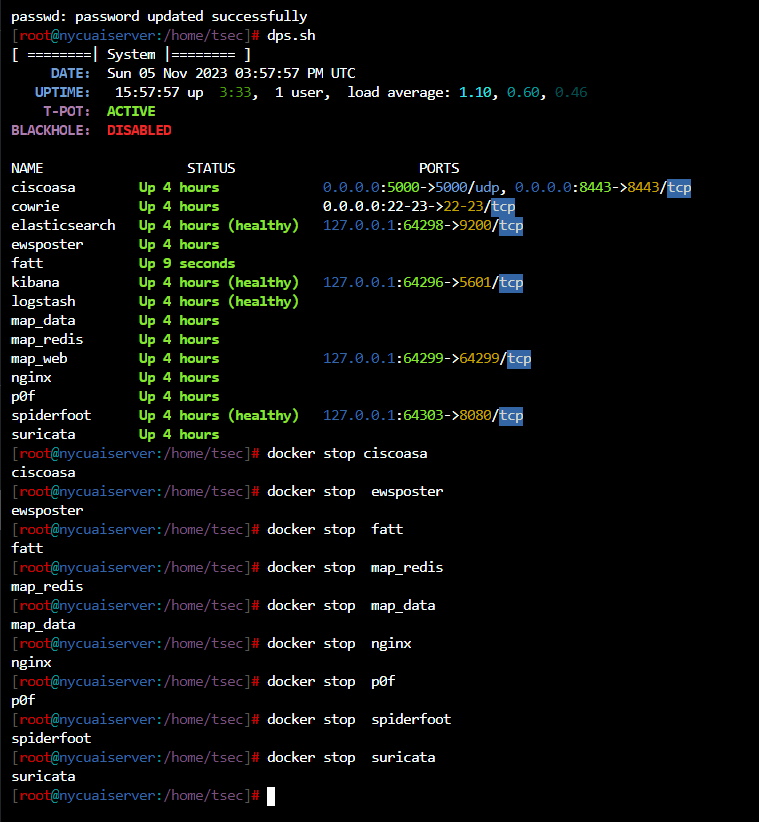 passwd: password updated successfully
[root@nycuaiserver:/home/tsec]# dps.sh
[ ========| System |======== ]
DATE: Sun 05 Nov 2023 03:57:57 PM UTC
UPTIME: 15:57:57 up 3:33, 1 user, load average: 1.10, 0.60, 0.46
T-POT: ACTIVE
BLACKHOLE: DISABLED
NAME STATUS PORTS
ciscoasa Up 4 hours 0.0.0.0:5000->5000/udp, 0.0.0.0:8443->8443/tcp
cowrie Up 4 hours 0.0.0.0:22-23->22-23/tcp
elasticsearch Up 4 hours (healthy) 127.0.0.1:64298->9200/tcp
ewsposter Up 4 hours
fatt Up 9 seconds
kibana Up 4 hours (healthy) 127.0.0.1:64296->5601/tcp
logstash Up 4 hours (healthy)
map_data Up 4 hours
map_redis Up 4 hours
map_web Up 4 hours 127.0.0.1:64299->64299/tcp
nginx Up 4 hours
p0f Up 4 hours
spiderfoot Up 4 hours (healthy) 127.0.0.1:64303->8080/tcp
suricata Up 4 hours
[root@nycuaiserver:/home/tsec]# docker stop ciscoasa
ciscoasa
[root@nycuaiserver:/home/tsec]# docker stop  ewsposter
ewsposter
[root@nycuaiserver:/home/tsec]# docker stop  fatt
fatt
[root@nycuaiserver:/home/tsec]# docker stop  map_redis
map_redis
[root@nycuaiserver:/home/tsec]# docker stop  map_data
map_data
[root@nycuaiserver:/home/tsec]# docker stop  nginx
nginx
[root@nycuaiserver:/home/tsec]# docker stop  p0f
p0f
[root@nycuaiserver:/home/tsec]# docker stop  spiderfoot
spiderfoot
[root@nycuaiserver:/home/tsec]# docker stop  suricata
suricata
[root@nycuaiserver:/home/tsec]#